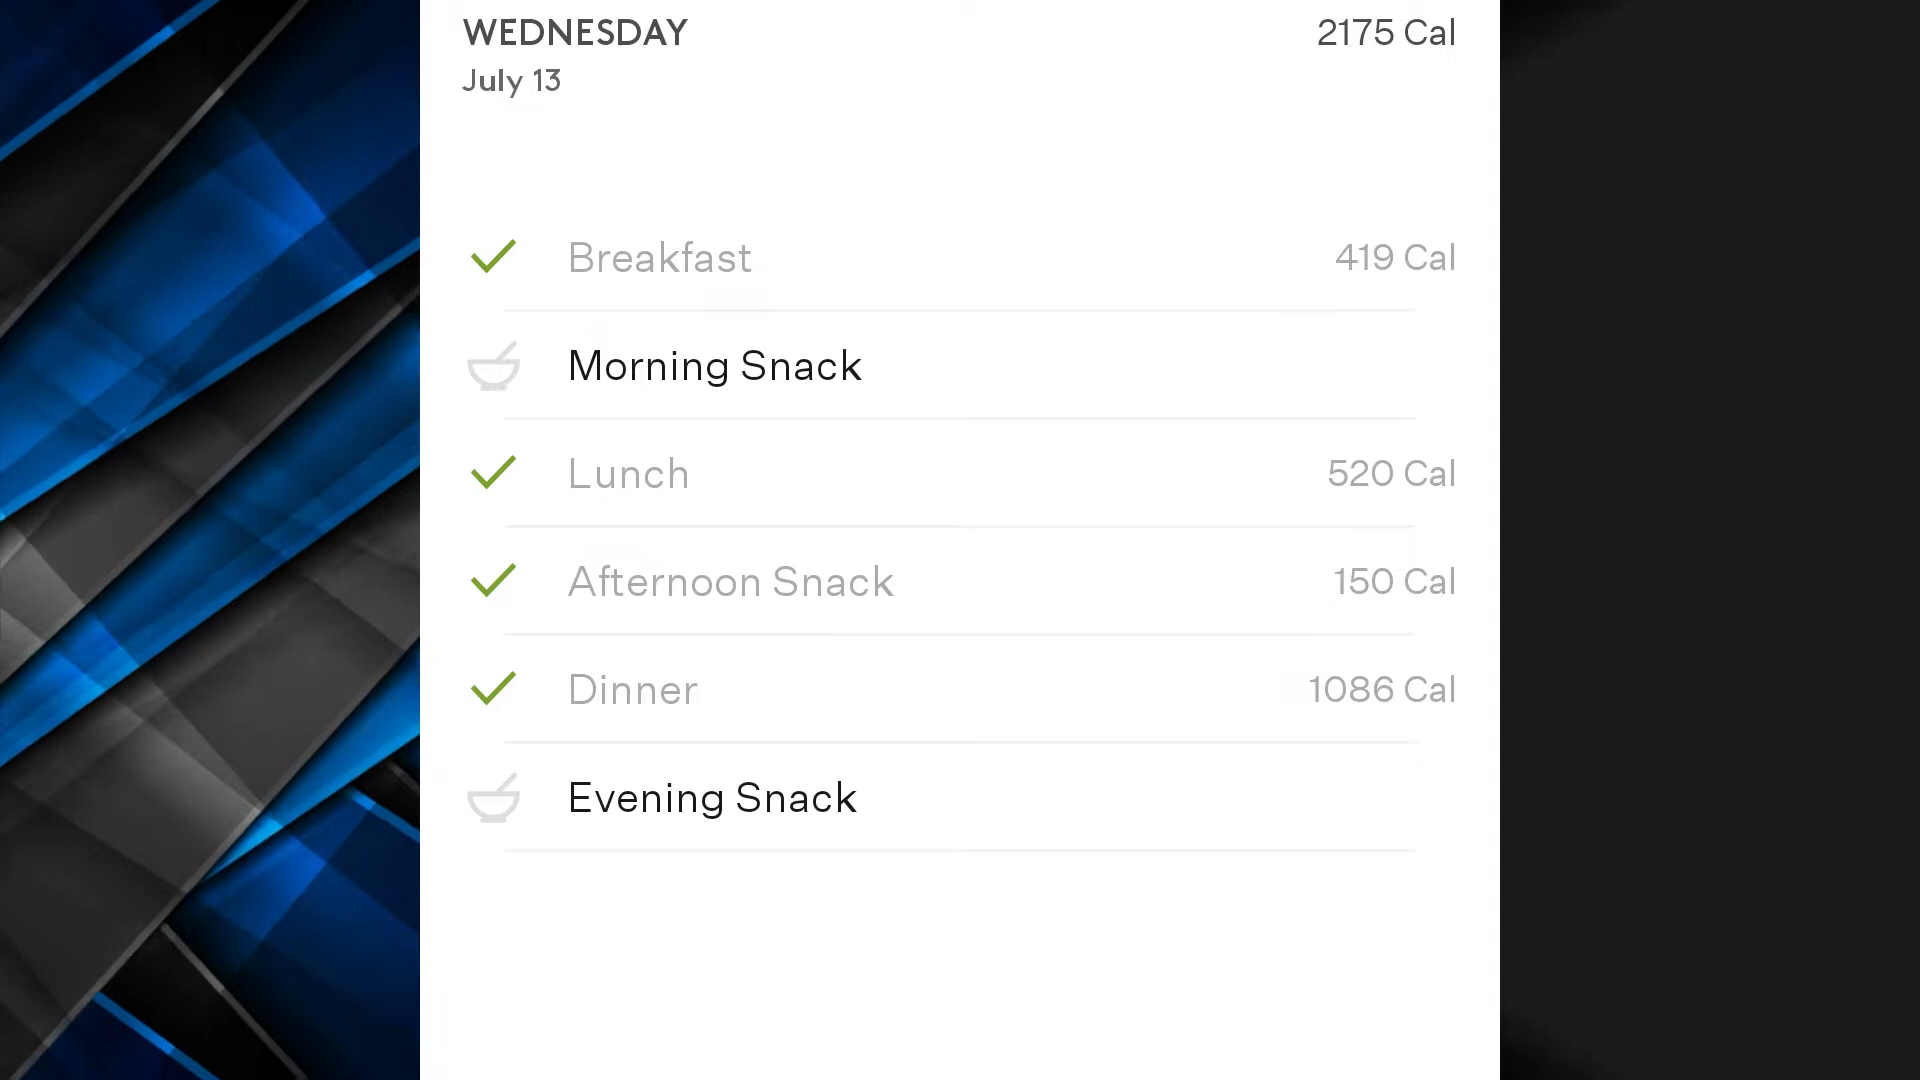 WEDNESDAY 2175 Cal
July 13
Breakfast 419 Cal
Morning Snack
Lunch 520 Cal
Afternoon Snack 150 Cal
Dinner 1086 Cal
Evening Snack